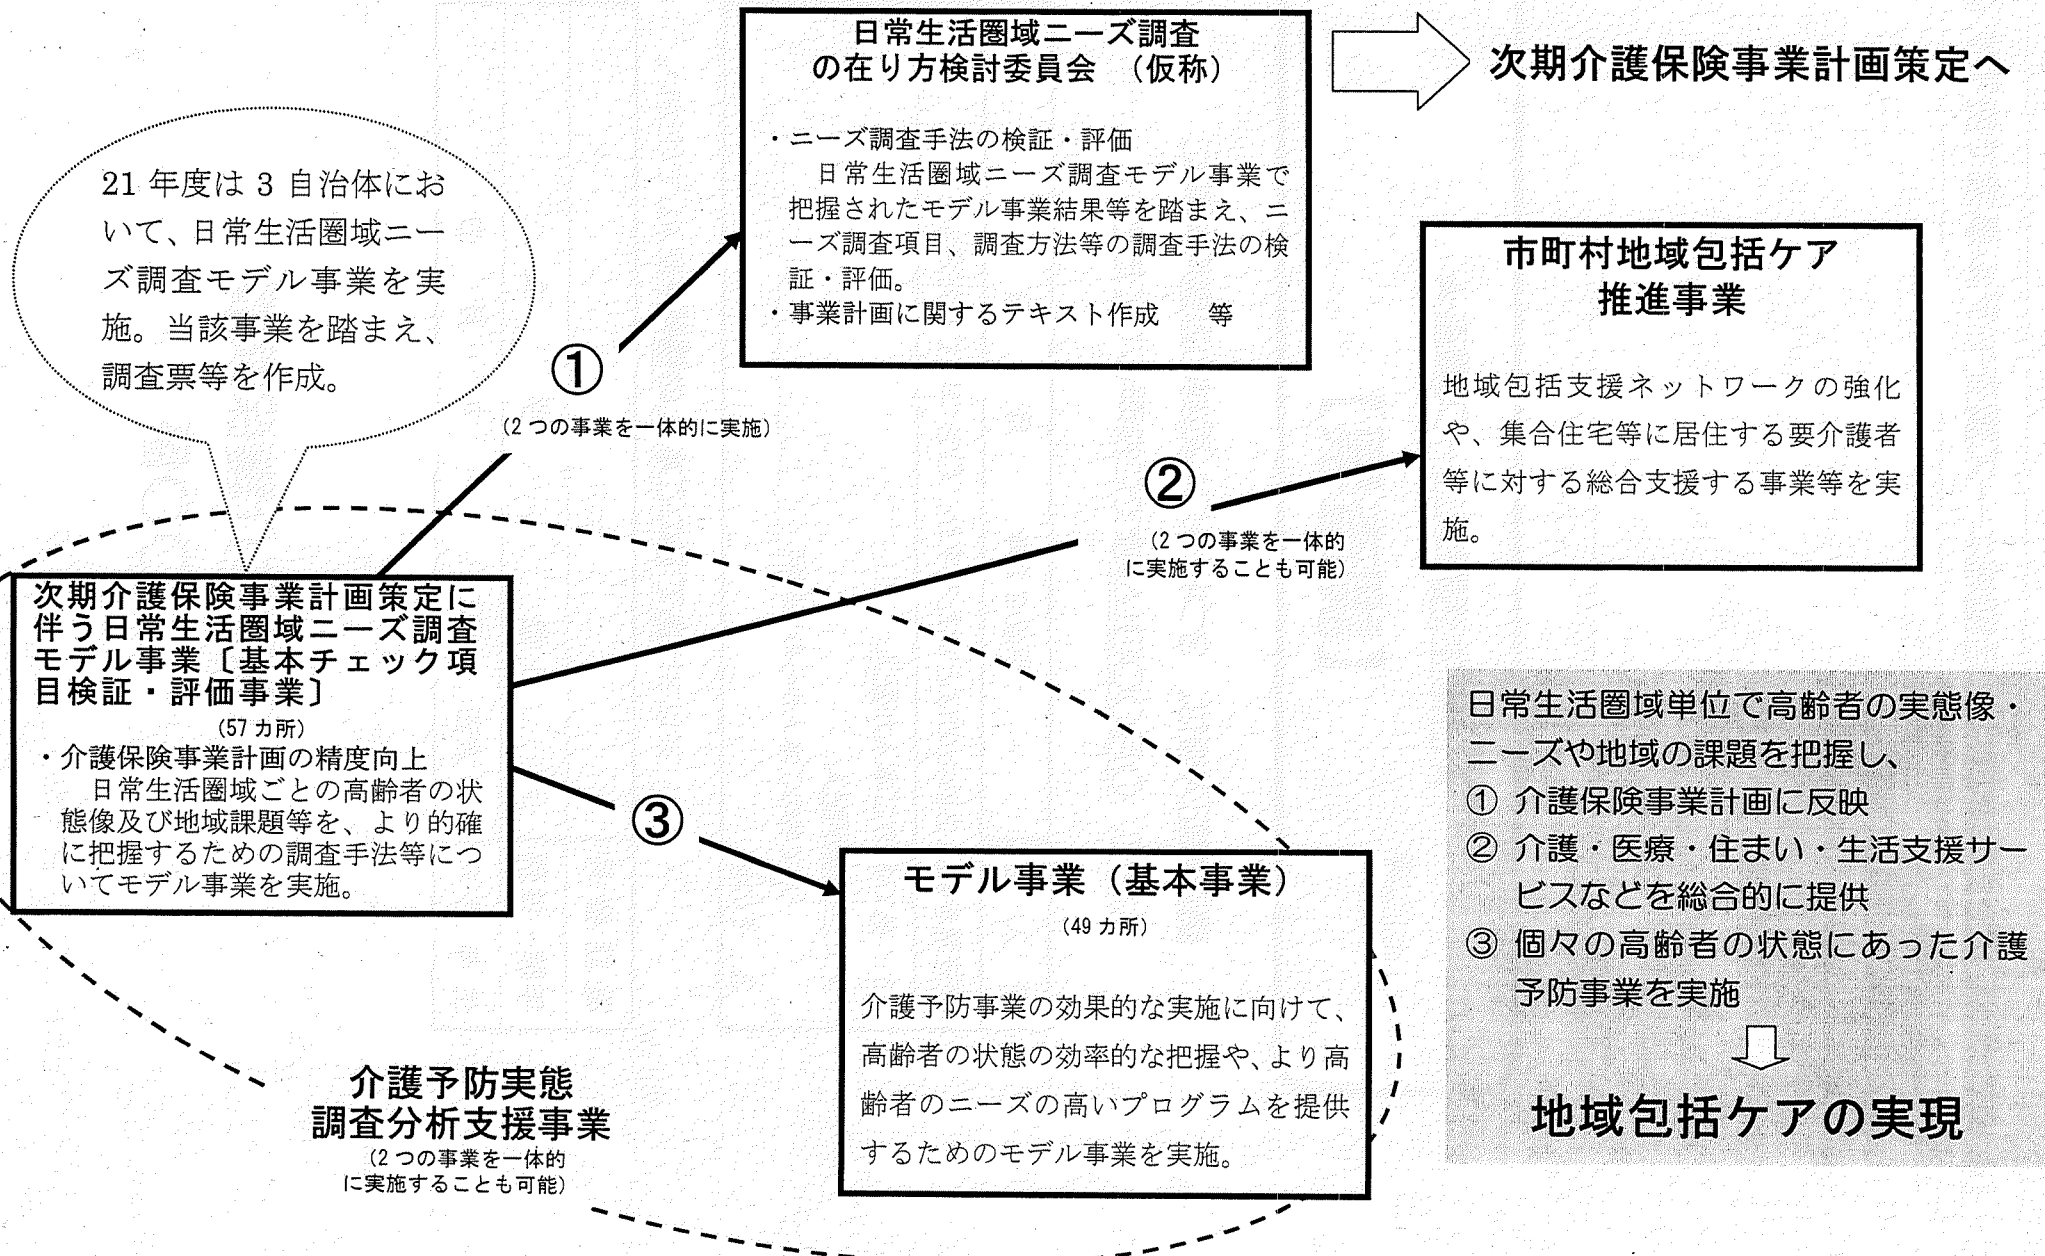 日常生活圏域ニーズ調査
の在り方検討委員会 （仮称）
・ニーズ調査手法の検証・評価
日常生活圏域ニーズ調査モデル事業で
把握されたモデル事業結果等を踏まえ、ニ
ーズ調査項目、調査方法等の調査手法の検
証・評価。
・事業計画に関するテキスト作成 等
次期介護保険事業計画策定へ
21 年度は 3 自治体にお
いて、日常生活圏域ニー
ズ調査モデル事業を実
施。当該事業を踏まえ、
調査票等を作成。
①
（2 つの事業を一体的に実施）
市町村地域包括ケア
推進事業
地域包括支援ネットワークの強化
や、集合住宅等に居住する要介護者
等に対する総合支援する事業等を実
施。
②
（2 つの事業を一体的
に実施することも可能）
次期介護保険事業計画策定に
伴う日常生活圏域ニーズ調査
モデル事業〔基本チェック項
目検証・評価事業〕
（57 カ所）
・介護保険事業計画の精度向上
日常生活圏域ごとの高齢者の状
態像及び地域課題等を、より的確
に把握するための調査手法等につ
いてモデル事業を実施。
③
モデル事業（基本事業）
（49 カ所）
介護予防事業の効果的な実施に向けて、
高齢者の状態の効率的な把握や、より高
齢者のニーズの高いプログラムを提供
するためのモデル事業を実施。
介護予防実態
調査分析支援事業
（2 つの事業を一体的
に実施することも可能）
日常生活圏域単位で高齢者の実態像・
ニーズや地域の課題を把握し、
① 介護保険事業計画に反映
② 介護・医療・住まい・生活支援サー
ビスなどを総合的に提供
③ 個々の高齢者の状態にあった介護
予防事業を実施
地域包括ケアの実現